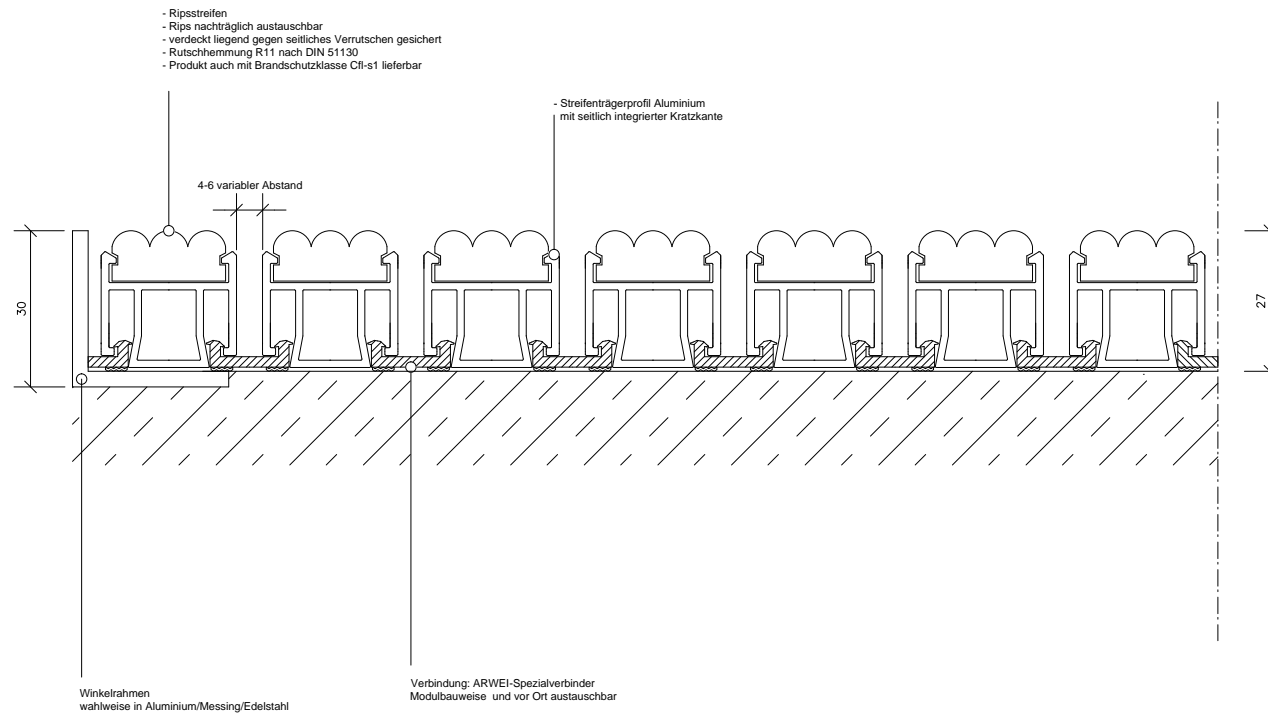 - Ripsstreifen
- Rips nachträglich austauschbar
- verdeckt liegend gegen seitliches Verrutschen gesichert
- Rutschhemmung R11 nach DIN 51130
- Produkt auch mit Brandschutzklasse Cfl-s1 lieferbar
- Streifenträgerprofil Aluminium
mit seitlich integrierter Kratzkante
4-6 variabler Abstand
30
27
Winkelrahmen
wahlweise in Aluminium/Messing/Edelstahl
Verbindung: ARWEI-Spezialverbinder
Modulbauweise und vor Ort austauschbar